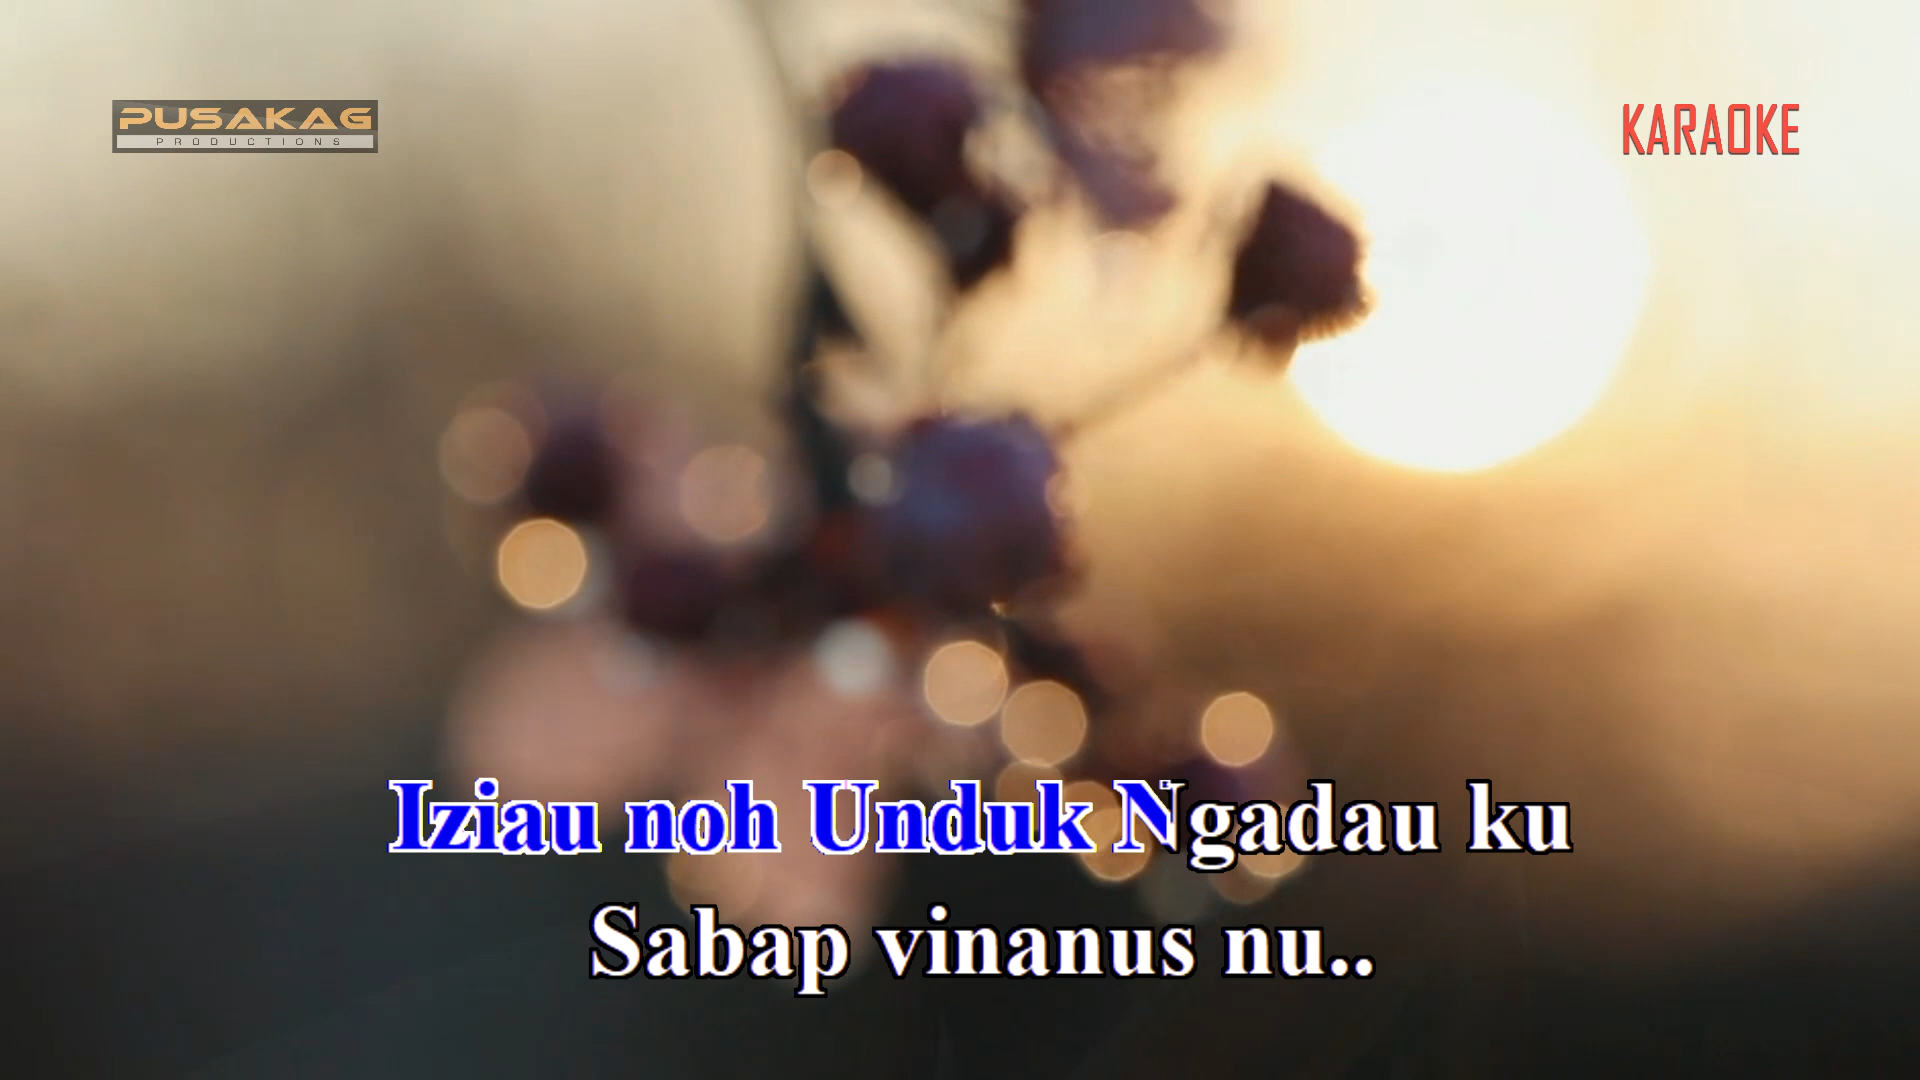 PUSAKAG
PRODUCTIONS
KARAOKE
Iziau noh Unduk Ngadau ku
Sabap vinanus nu..